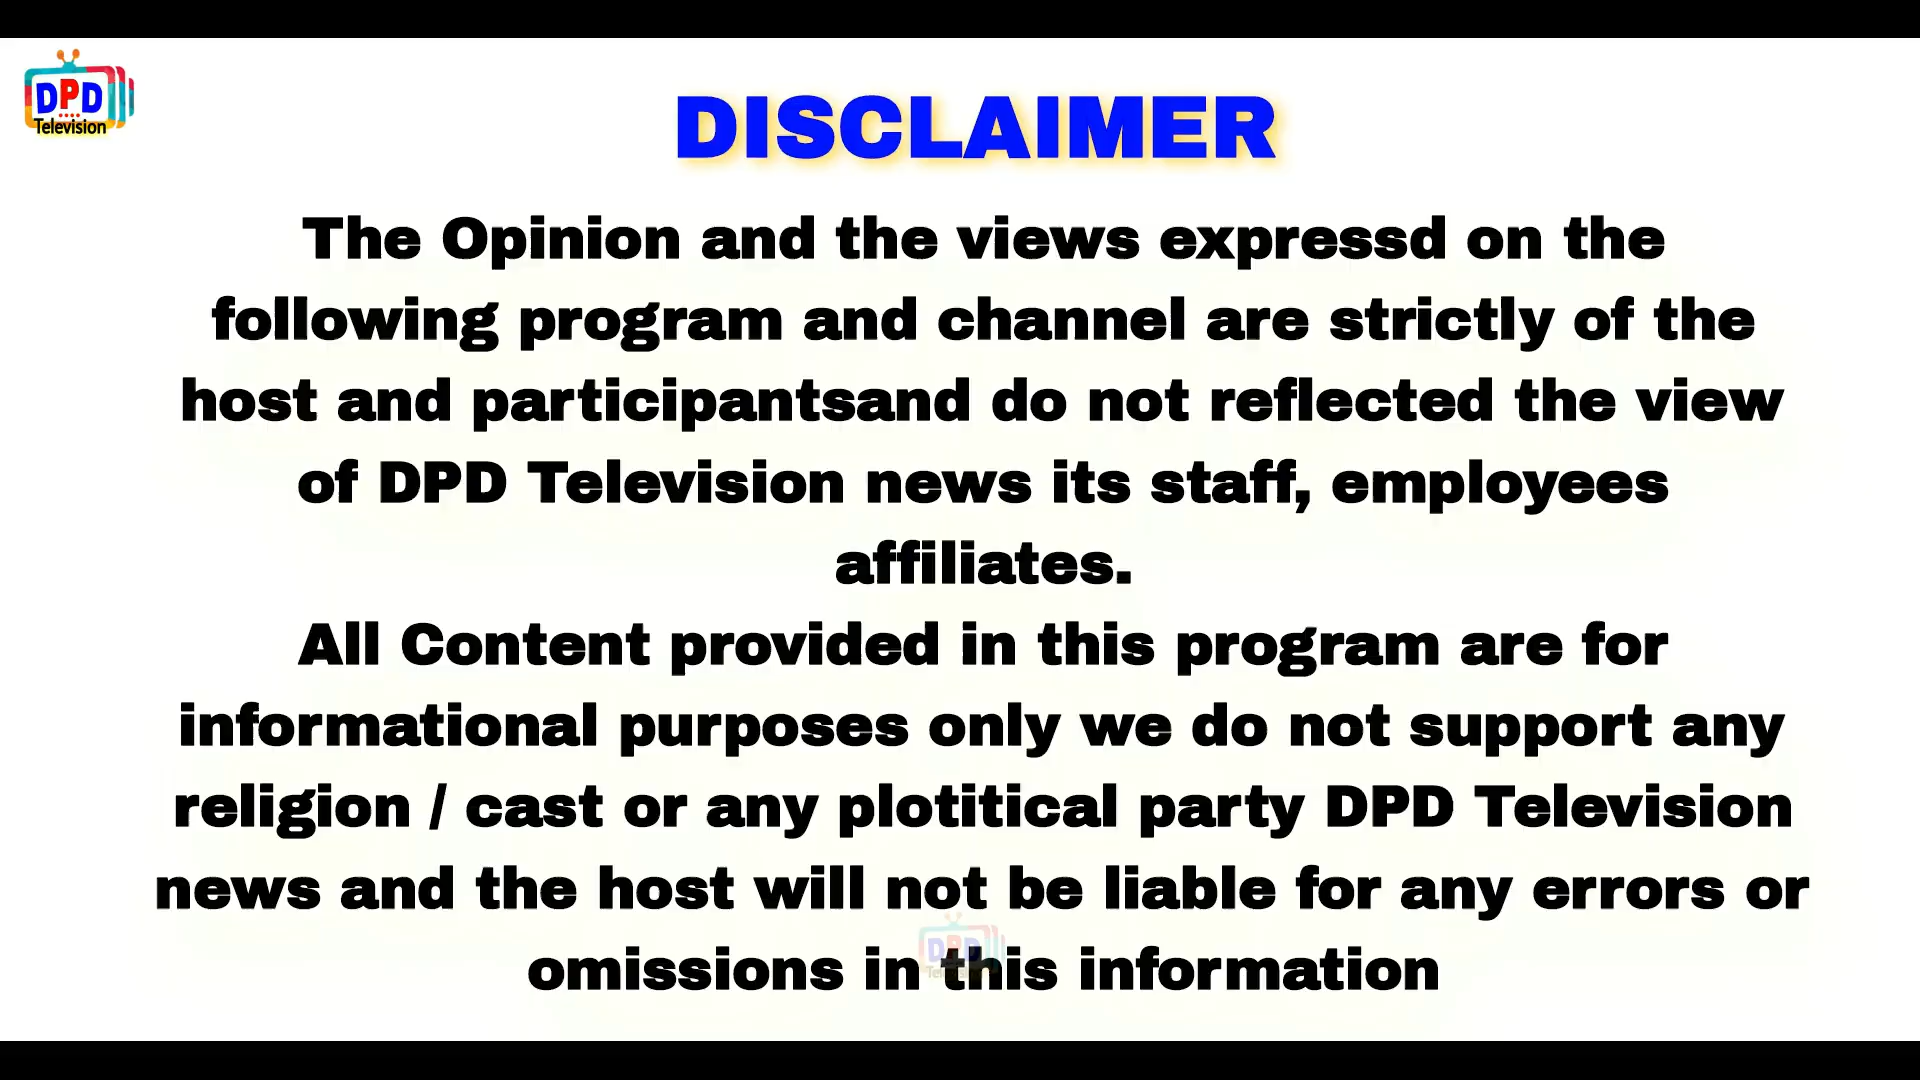 DPD
Television
DISCLAIMER
The Opinion and the views expressd on the
following program and channel are strictly of the
host and participantsand do not reflected the view
of DPD Television news its staff, employees
affiliates.
All Content provided in this program are for
informational purposes only we do not support any
religion / cast or any plotitical party DPD Television
news and the host will not be liable for any errors or
omissions in this information
DPD
Television